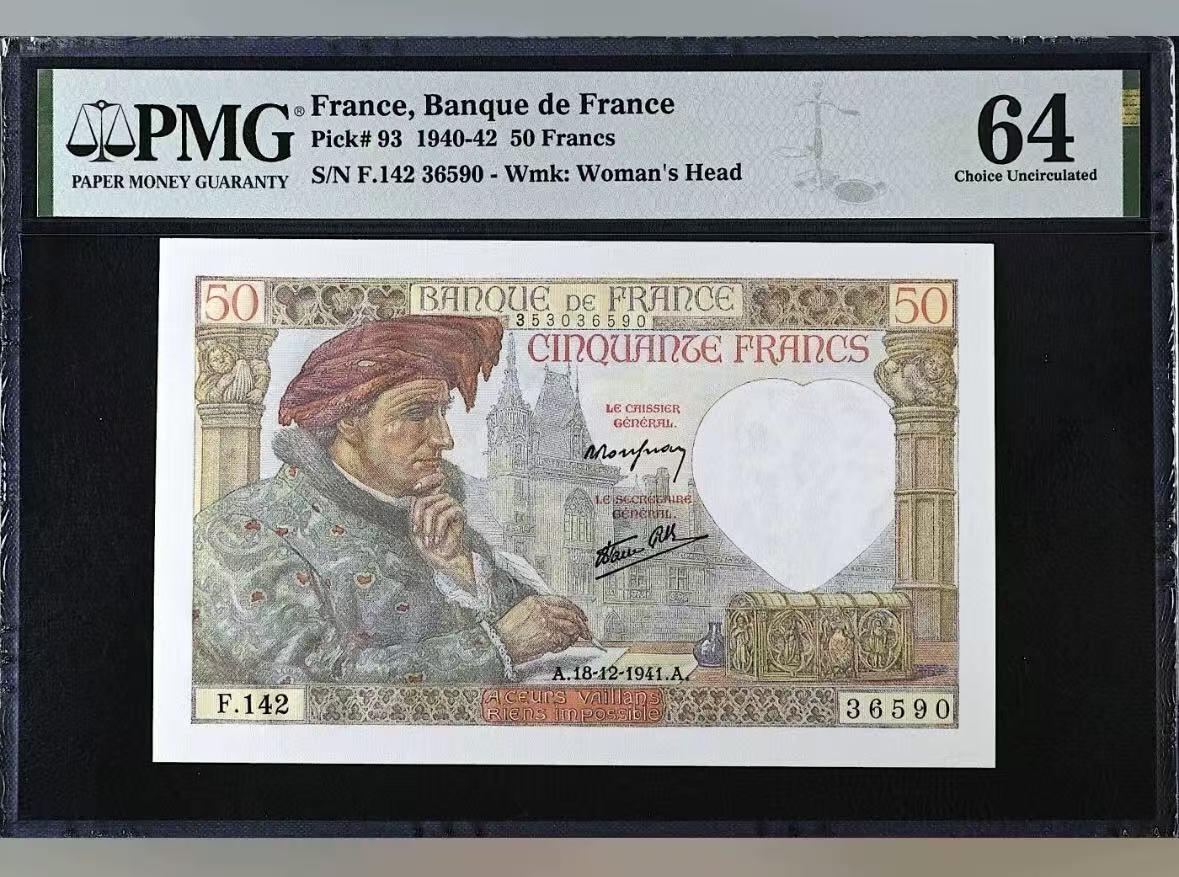 PMG®
PAPER MONEY GUARANTY
France, Banque de France
Pick# 93 1940-42 50 Francs
S/N F.142 36590 - Wmk: Woman's Head
64
Choice Uncirculated
50 BANQUE DE FRANCE 50
353036590
CINQUANTE FRANCS
LE CAISSIER
GÉNÉRAL.
LE SECRÉTAIRE
GÉNÉRAL.
A.18-12-1941.A.
F.142
A CEURS VAILLANS
RIENS IMPOSSIBLE
36590